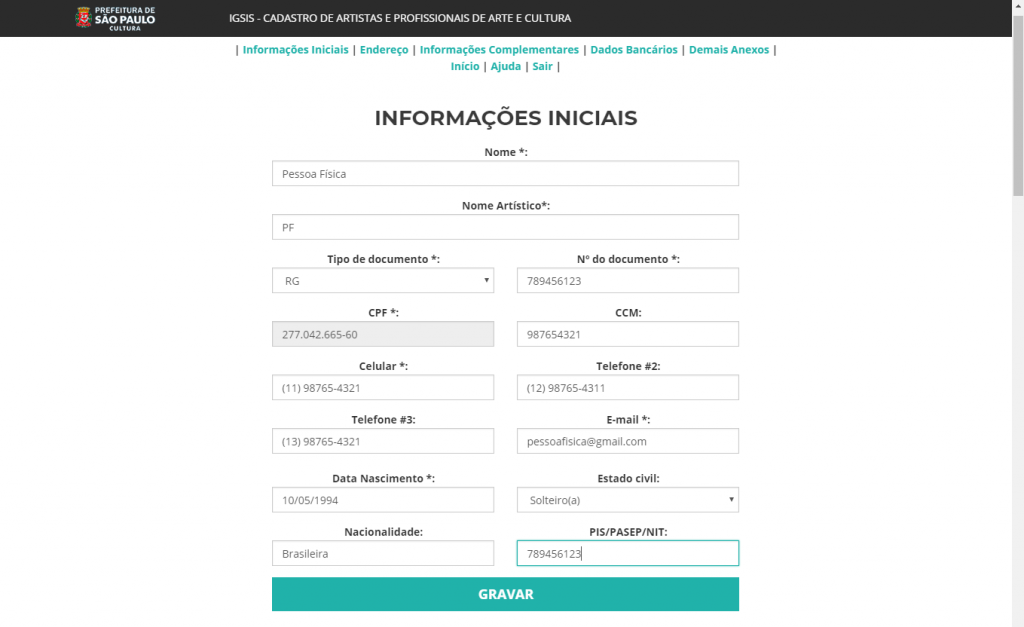 PREFEITURA DE
SÃO PAULO
CULTURA
IGSIS - CADASTRO DE ARTISTAS E PROFISSIONAIS DE ARTE E CULTURA
| Informações Iniciais | Endereço | Informações Complementares | Dados Bancários | Demais Anexos |
Início | Ajuda | Sair |
INFORMAÇÕES INICIAIS
Nome *:
Pessoa Física
Nome Artístico*:
PF
Tipo de documento *: Nº do documento *:
RG 789456123
CPF *: CCM:
277.042.665-60 987654321
Celular *: Telefone #2:
(11) 98765-4321 (12) 98765-4311
Telefone #3: E-mail *:
(13) 98765-4321 pessoafisica@gmail.com
Data Nascimento *: Estado civil:
10/05/1994 Solteiro(a)
Nacionalidade: PIS/PASEP/NIT:
Brasileira 789456123
GRAVAR